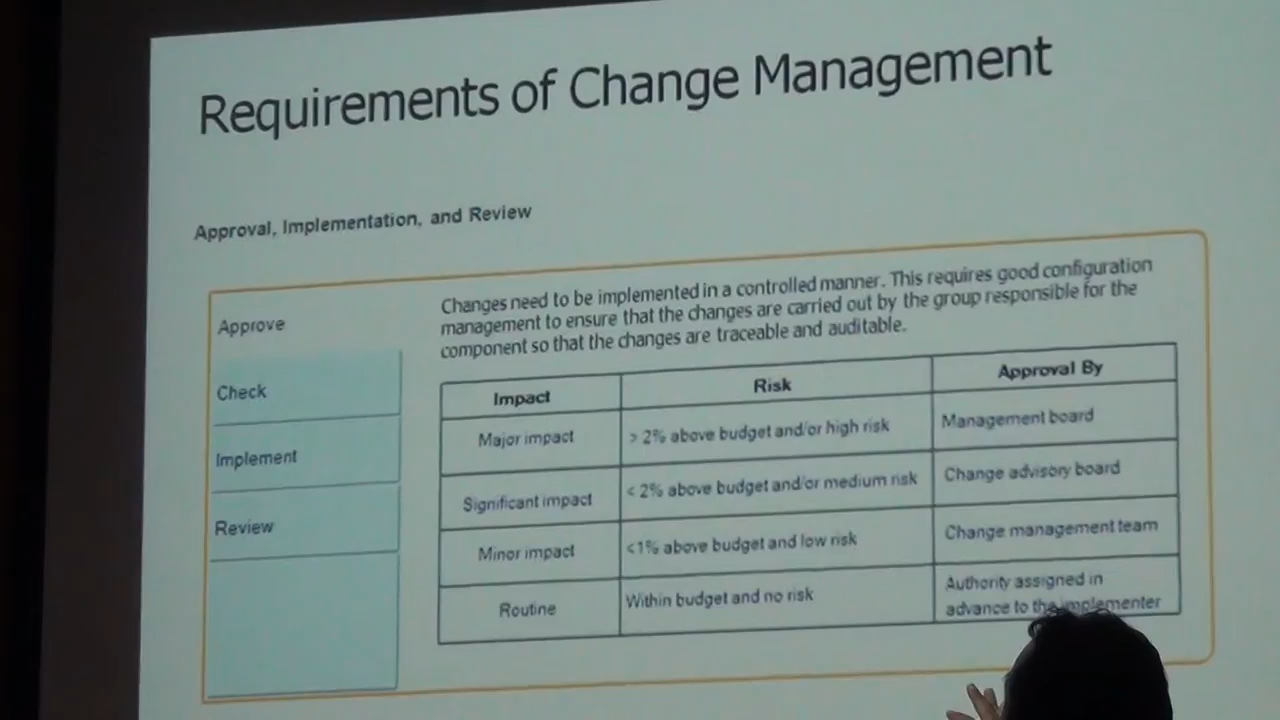 Requirements of Change Management
Approval, Implementation, and Review
Approve
Check
Implement
Review
Changes need to be implemented in a controlled manner. This requires good configuration
management to ensure that the changes are carried out by the group responsible for the
component so that the changes are traceable and auditable.
Impact Risk Approval By
Major impact > 2% above budget and/or high risk Management board
Significant impact < 2% above budget and/or medium risk Change advisory board
Minor impact <1% above budget and low risk Change management team
Routine Within budget and no risk Authority assigned in
advance to the implementer